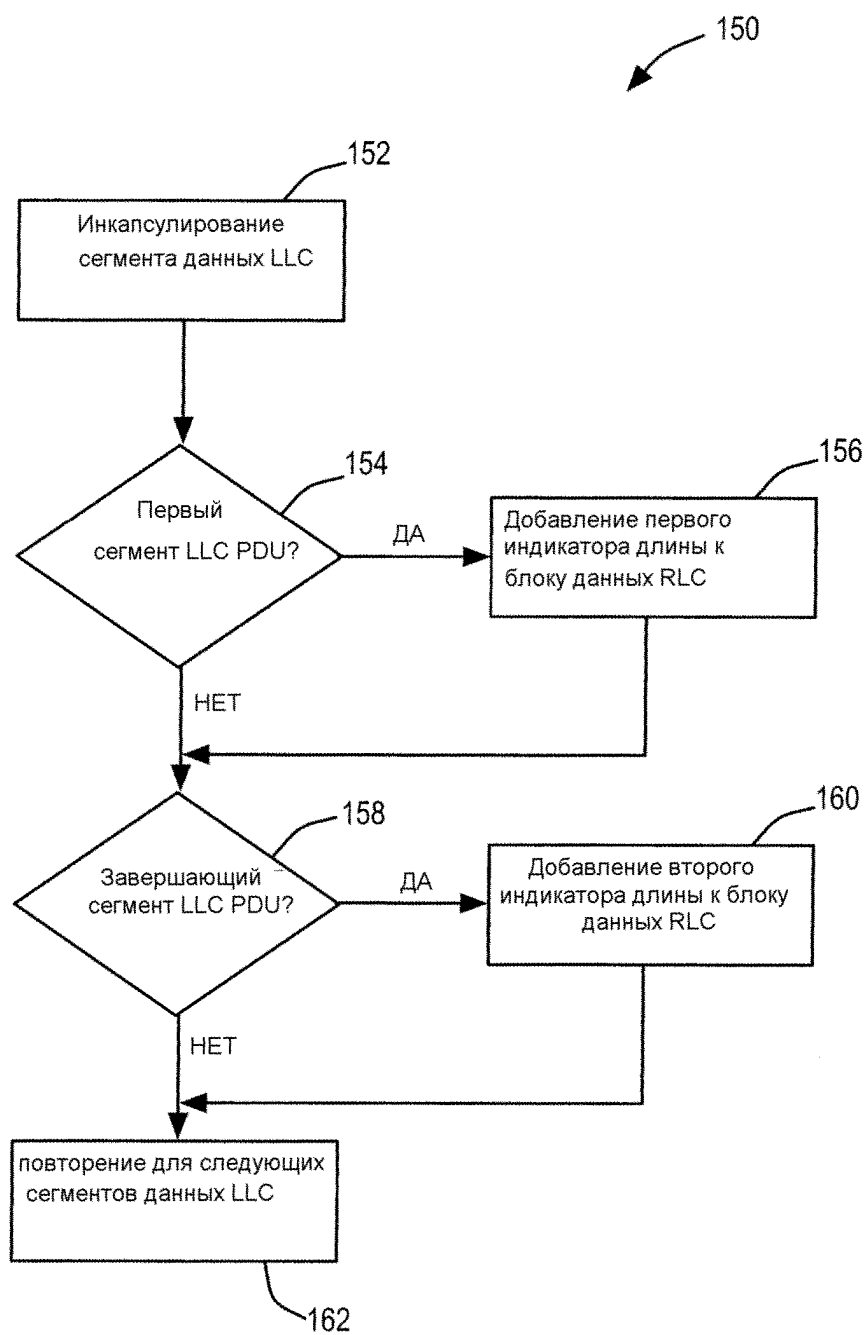 150
152
Инкапсулирование
сегмента данных LLC
154
Первый
сегмент LLC PDU?
ДА
156
Добавление первого
индикатора длины к
блоку данных RLC
НЕТ
158
Завершающий
сегмент LLC PDU?
ДА
160
Добавление второго
индикатора длины к блоку
данных RLC
НЕТ
повторение для следующих
сегментов данных LLC
162